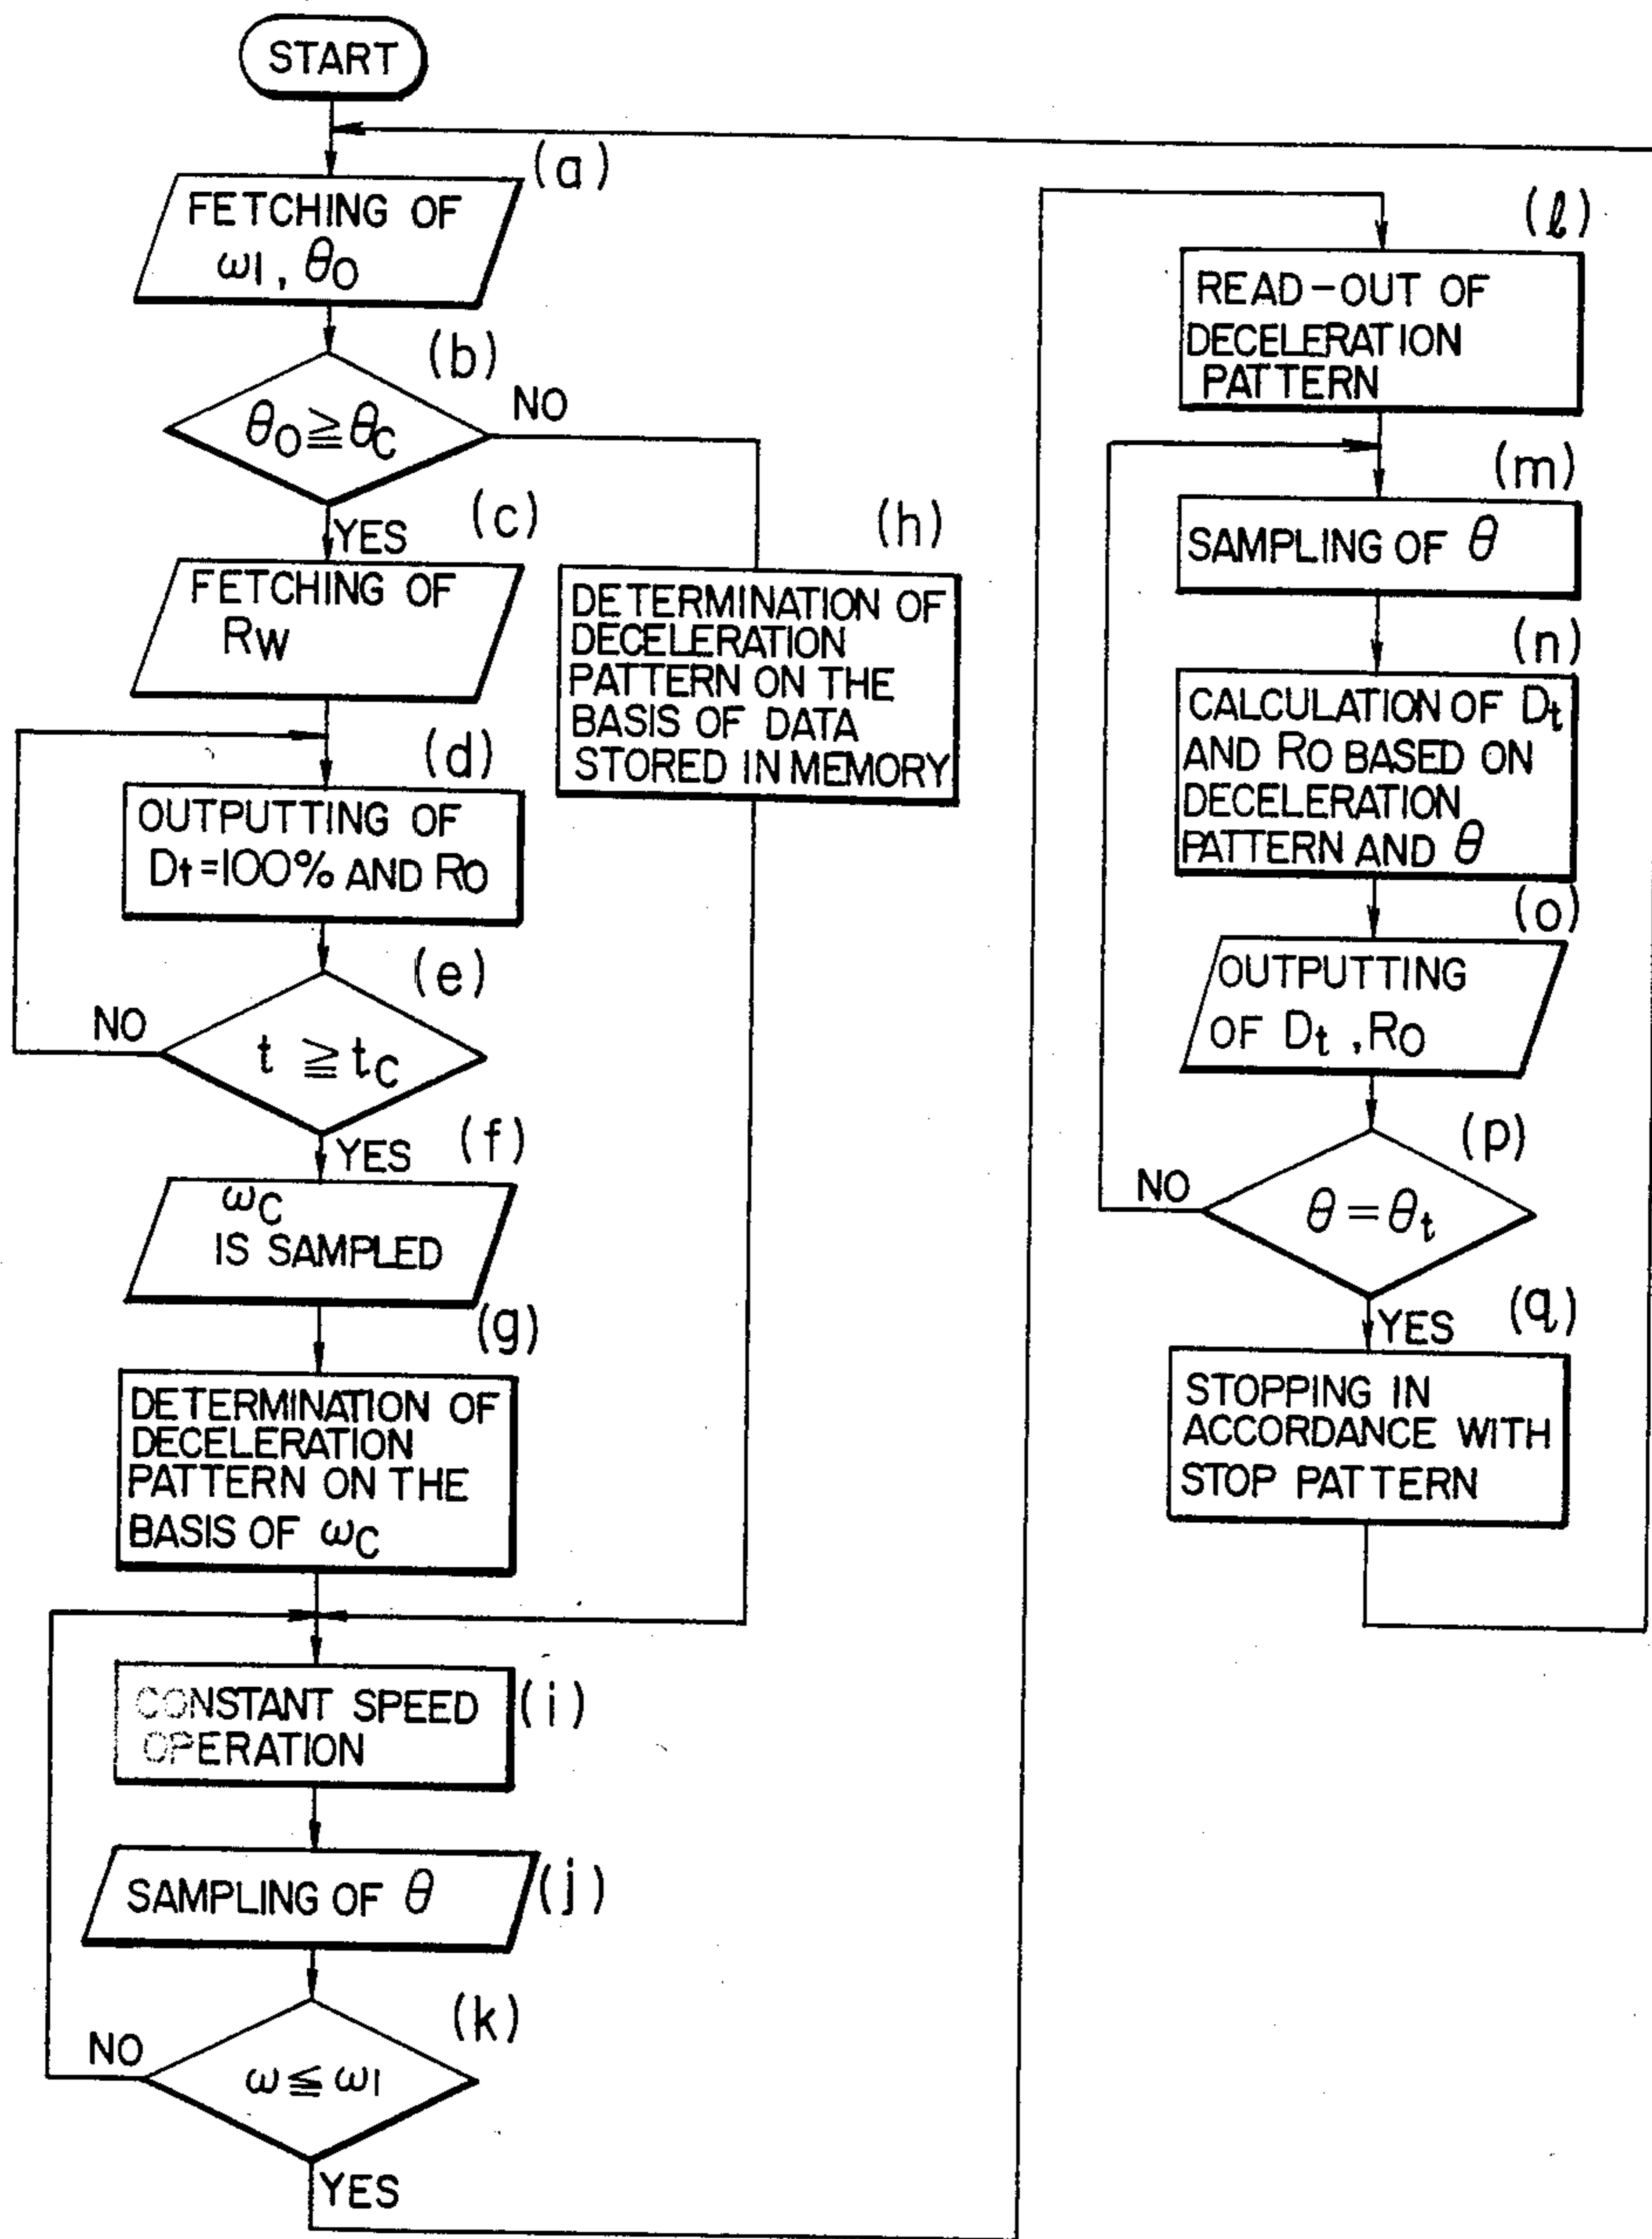 START
(a)
FETCHING OF
ω1, θ0
(b)
θ0 ≧ θC
NO
YES
(c)
FETCHING OF
RW
(d)
OUTPUTTING OF
Dt=100% AND RO
(e)
t ≧ tC
NO
YES
(f)
ωC
IS SAMPLED
(g)
DETERMINATION OF
DECELERATION
PATTERN ON THE
BASIS OF ωC
(h)
DETERMINATION OF
DECELERATION
PATTERN ON THE
BASIS OF DATA
STORED IN MEMORY
(i)
CONSTANT SPEED
OPERATION
(j)
SAMPLING OF θ
(k)
ω ≦ ω1
NO
YES
(l)
READ-OUT OF
DECELERATION
PATTERN
(m)
SAMPLING OF θ
(n)
CALCULATION OF Dt
AND RO BASED ON
DECELERATION
PATTERN AND θ
(o)
OUTPUTTING
OF Dt, RO
(p)
θ = θt
NO
YES
(q)
STOPPING IN
ACCORDANCE WITH
STOP PATTERN